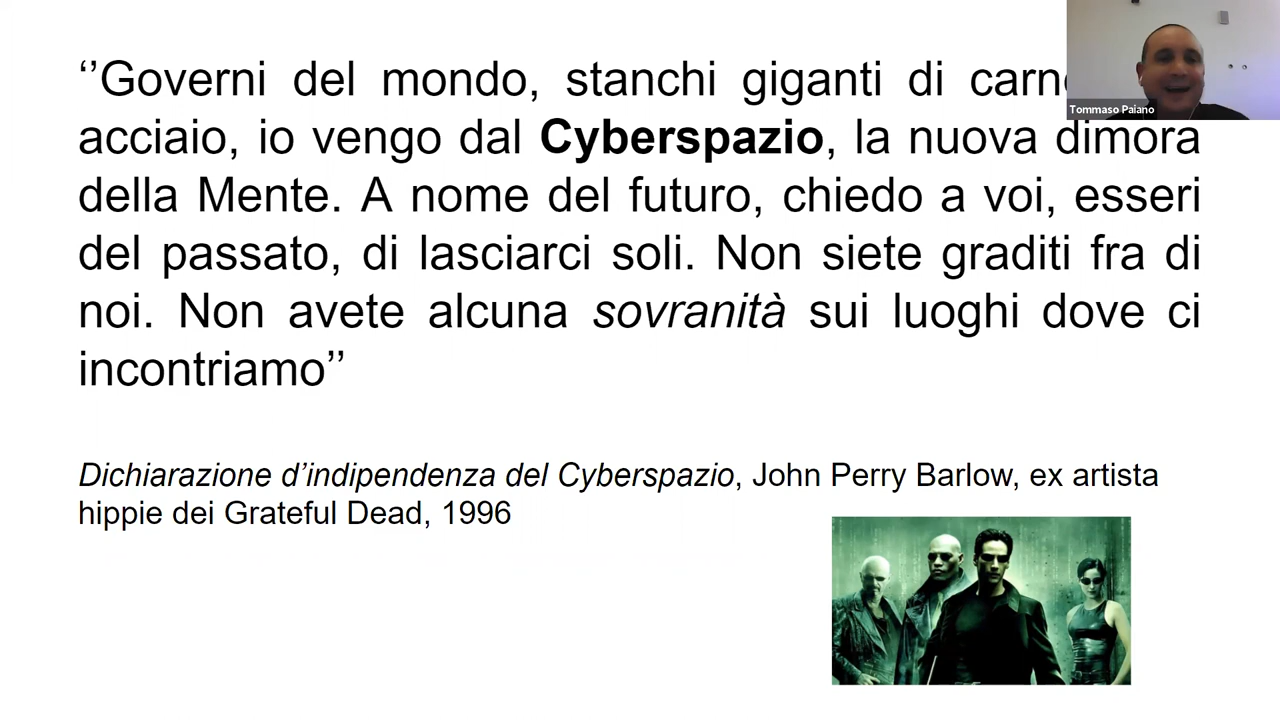 ‘’Governi del mondo, stanchi giganti di
acciaio, io vengo dal Cyberspazio, la nuova dimora
della Mente. A nome del futuro, chiedo a voi, esseri
del passato, di lasciarci soli. Non siete graditi fra di
noi. Non avete alcuna sovranità sui luoghi dove ci
incontriamo’’
Dichiarazione d’indipendenza del Cyberspazio, John Perry Barlow, ex artista
hippie dei Grateful Dead, 1996
Tommaso Paiano